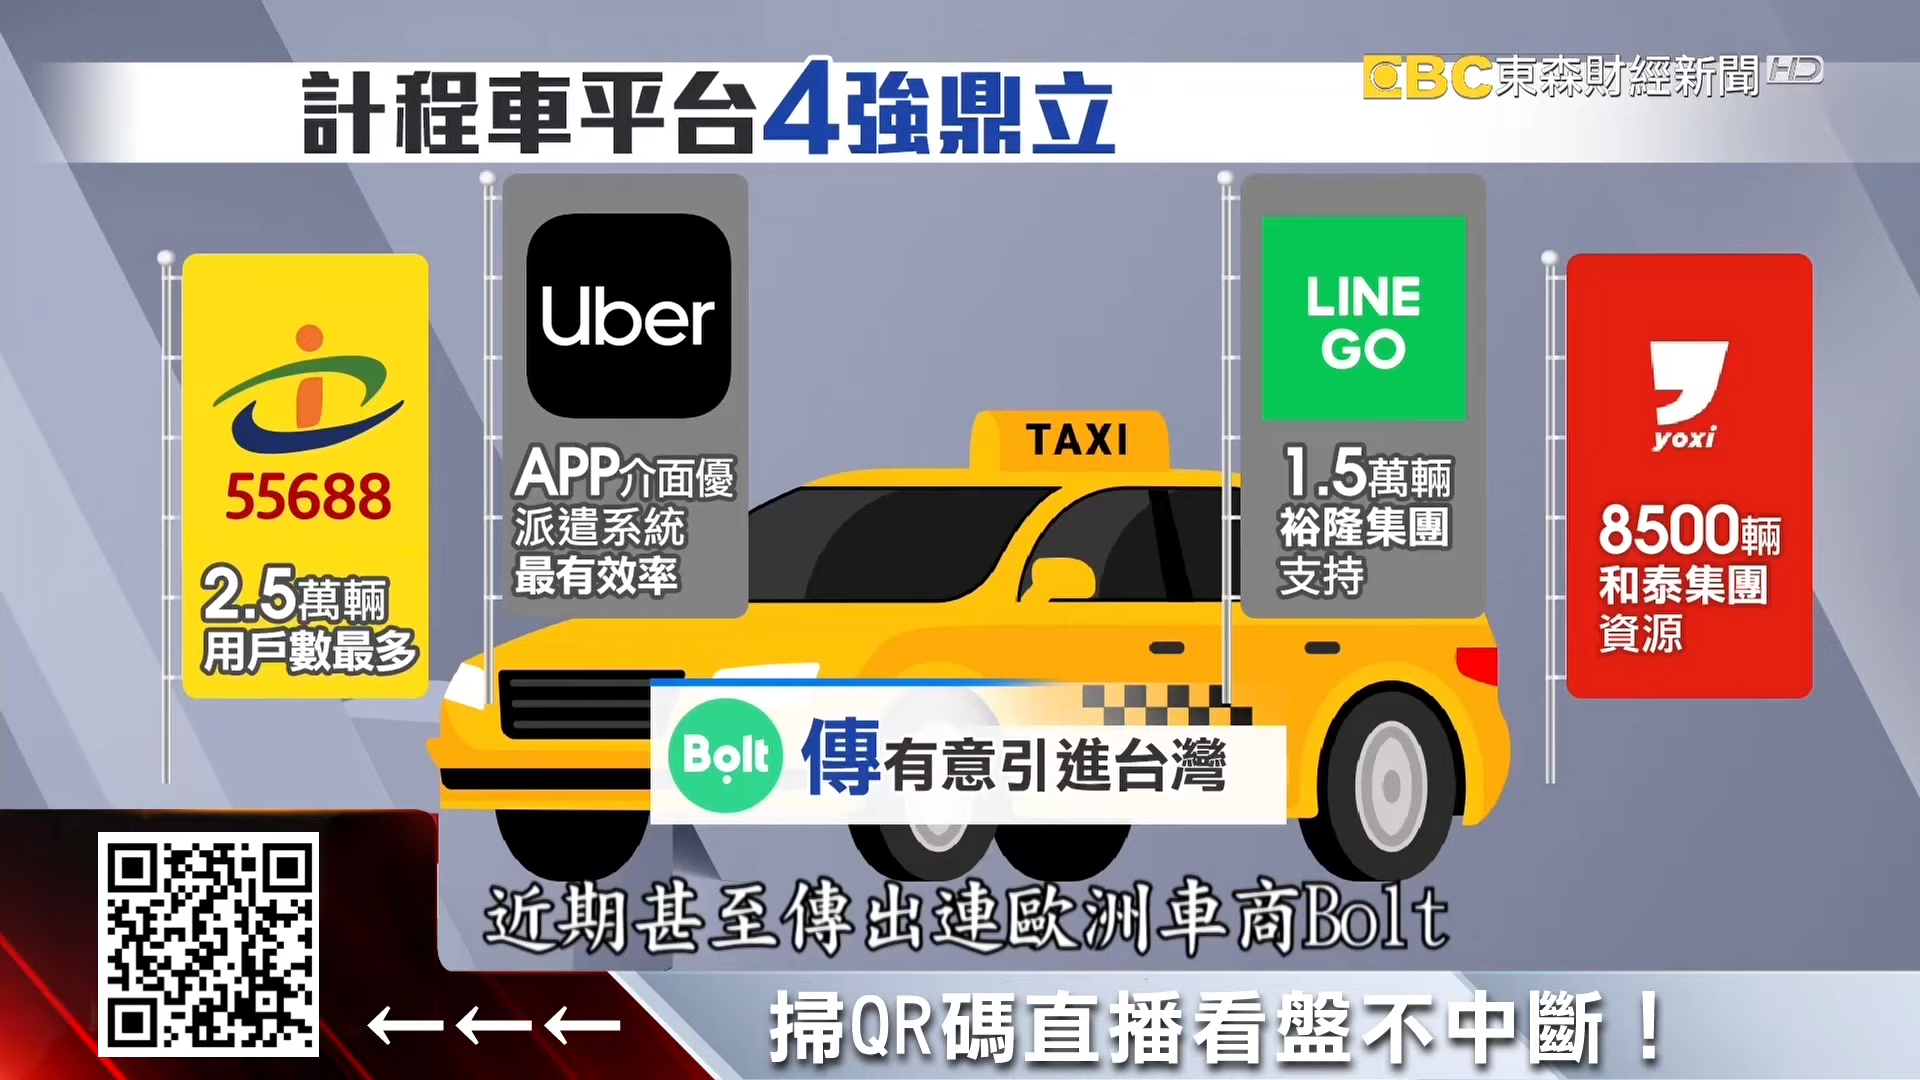 計程車平台4強鼎立
EBC東森財經新聞HD
55688
2.5萬輛
用戶數最多
Uber
APP介面優
派遣系統
最有效率
LINE
GO
1.5萬輛
裕隆集團
支持
yoxi
8500輛
和泰集團
資源
TAXI
Bolt 傳有意引進台灣
近期甚至傳出連歐洲車商Bolt
←←← 掃QR碼直播看盤不中斷！